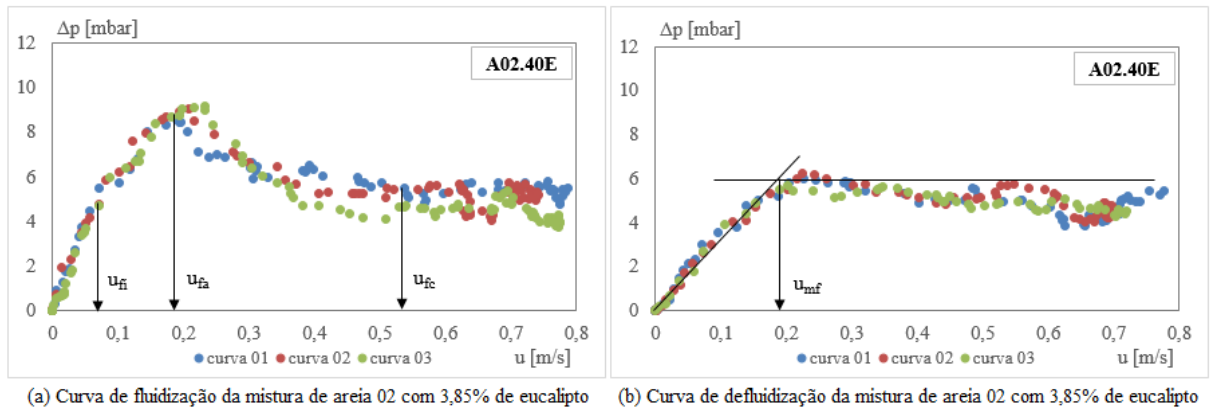 Δp [mbar]
12
A02.40E
10
8
6
4
2
0
u_fi
u_fa
u_fc
0 0,1 0,2 0,3 0,4 0,5 0,6 0,7 0,8
curva 01 curva 02 curva 03 u [m/s]
(a) Curva de fluidização da mistura de areia 02 com 3,85% de eucalipto
Δp [mbar]
12
A02.40E
10
8
6
4
2
0
u_mf
0 0,1 0,2 0,3 0,4 0,5 0,6 0,7 0,8
curva 01 curva 02 curva 03 u [m/s]
(b) Curva de defluidização da mistura de areia 02 com 3,85% de eucalipto